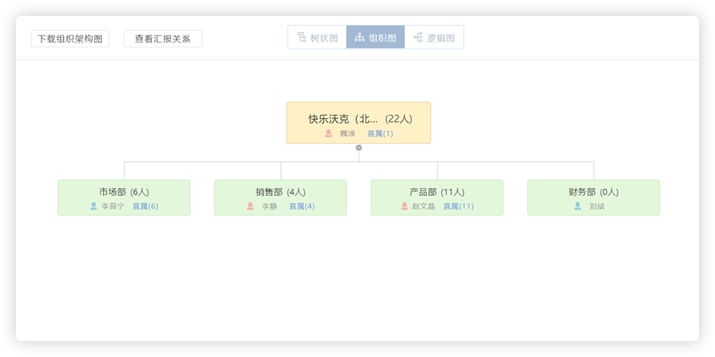 下载组织架构图 查看汇报关系 树状图 组织图 逻辑图
快乐沃克（北... (22人)
魏淳 直属(1)
市场部 (6人) 销售部 (4人) 产品部 (11人) 财务部 (0人)
李昌宁 直属(6) 李静 直属(4) 赵文磊 直属(11) 刘斌